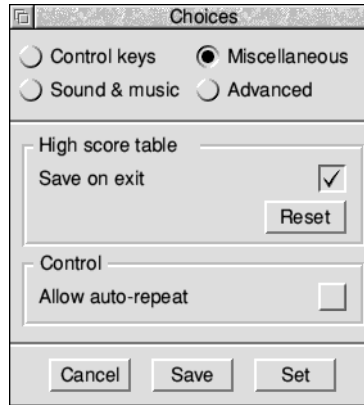 Choices
Control keys Miscellaneous
Sound & music Advanced
High score table
Save on exit
Reset
Control
Allow auto-repeat
Cancel Save Set